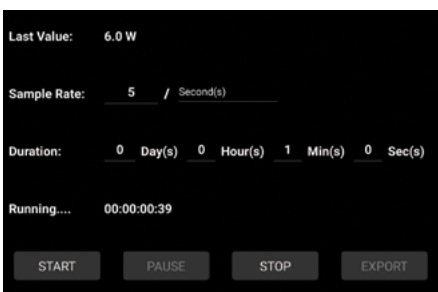 Last Value: 6.0 W
Sample Rate: 5 / Second(s)
Duration: 0 Day(s) 0 Hour(s) 1 Min(s) 0 Sec(s)
Running.... 00:00:00:39
START PAUSE STOP EXPORT